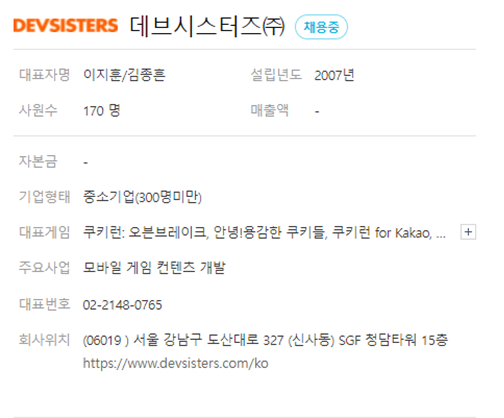 DEVSISTERS 데브시스터즈㈜ 채용중
대표자명 이지훈/김종흔 설립년도 2007년
사원수 170 명 매출액 -
자본금 -
기업형태 중소기업(300명미만)
대표게임 쿠키런: 오븐브레이크, 안녕!용감한 쿠키들, 쿠키런 for Kakao, ... +
주요사업 모바일 게임 컨텐츠 개발
대표번호 02-2148-0765
회사위치 (06019 ) 서울 강남구 도산대로 327 (신사동) SGF 청담타워 15층
https://www.devsisters.com/ko